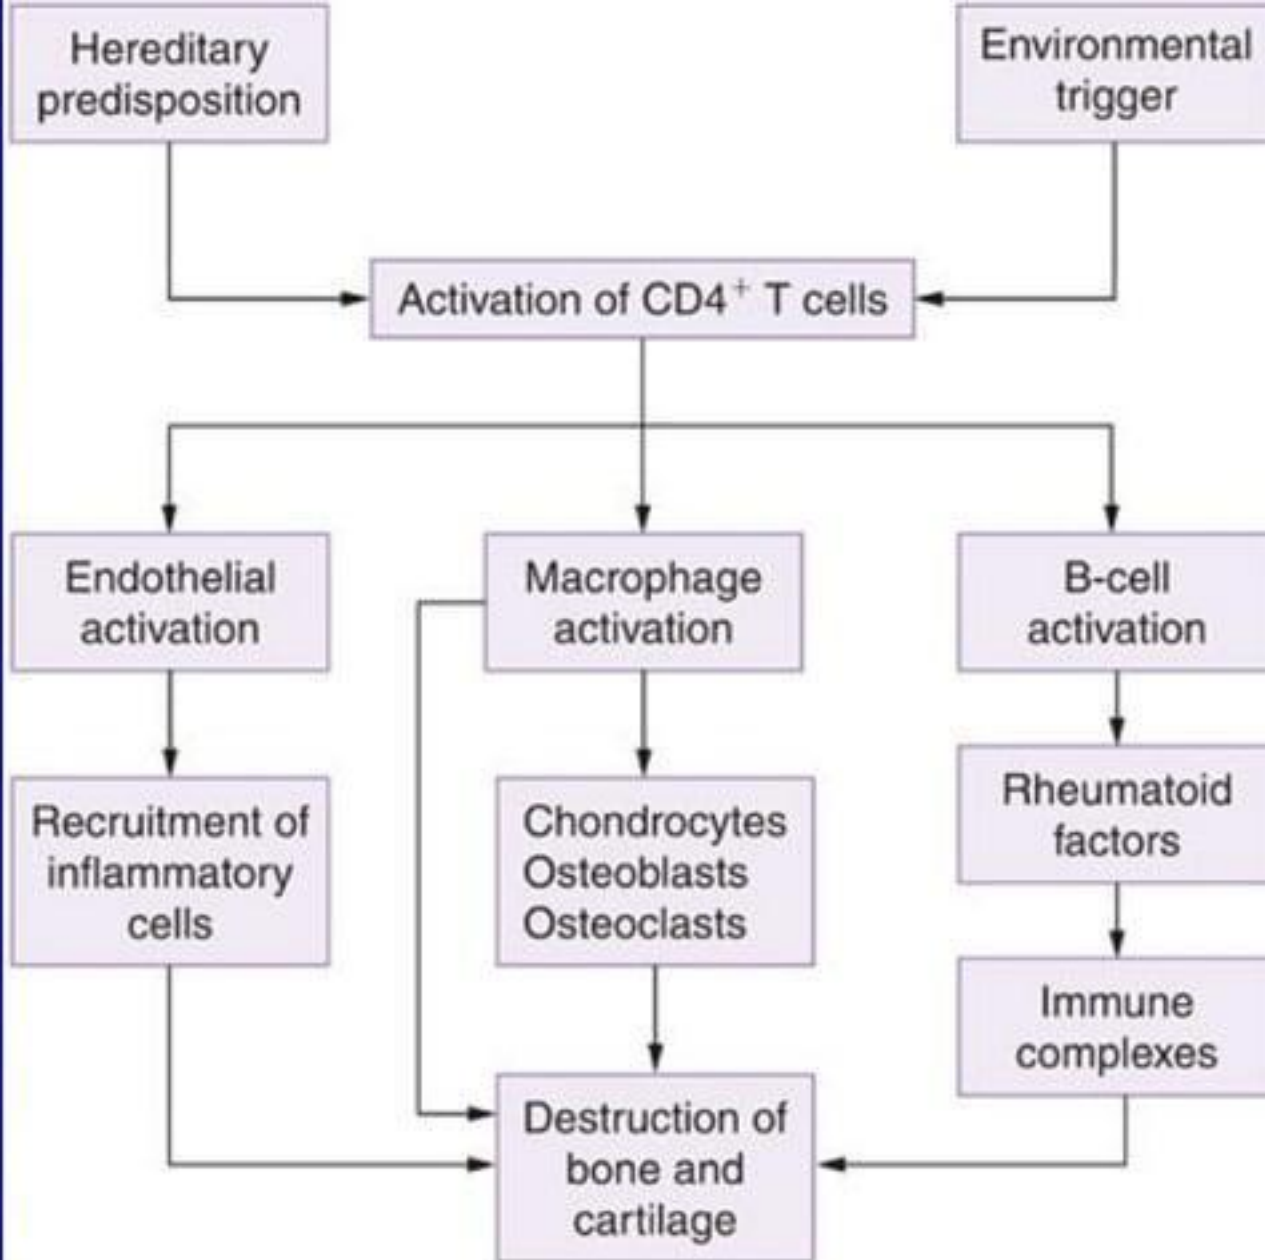 Hereditary
predisposition
Environmental
trigger
Activation of CD4⁺ T cells
Endothelial
activation
Macrophage
activation
B-cell
activation
Recruitment of
inflammatory
cells
Chondrocytes
Osteoblasts
Osteoclasts
Rheumatoid
factors
Immune
complexes
Destruction of
bone and
cartilage